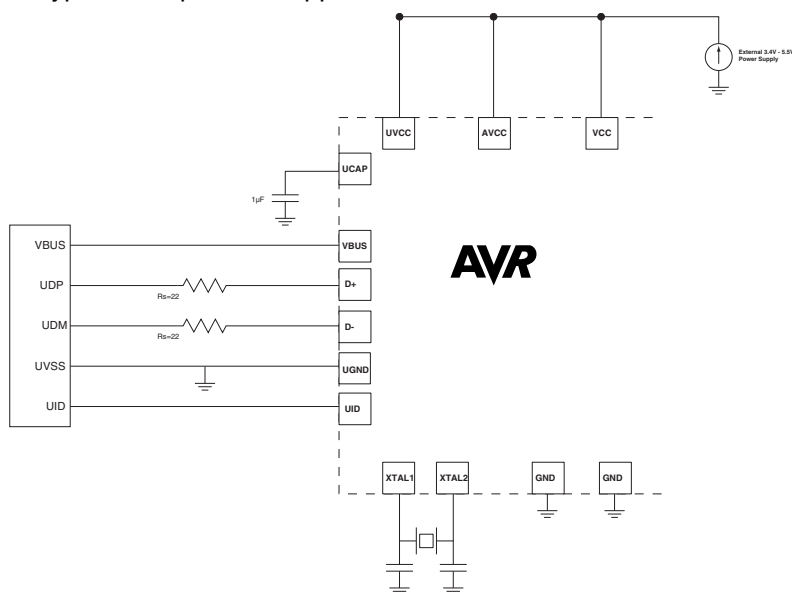 External 3.4V - 5.5V
Power Supply
UVCC
AVCC
VCC
UCAP
1µF
VBUS
VBUS
UDP
Rs=22
D+
UDM
Rs=22
D-
UVSS
UGND
UID
UID
AVR
XTAL1
XTAL2
GND
GND